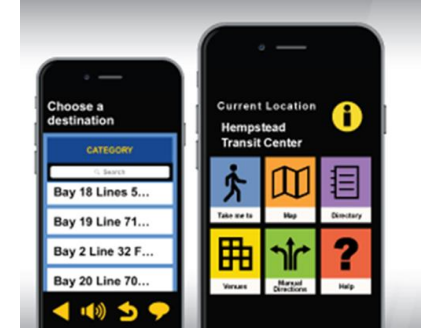 Choose a
destination
CATEGORY
Search
Bay 18 Lines 5...
Bay 19 Line 71...
Bay 2 Line 32 F...
Bay 20 Line 70...
Current Location
i
Hempstead
Transit Center
Take me to
Map
Directory
Venues
Manual
Directions
?
Help